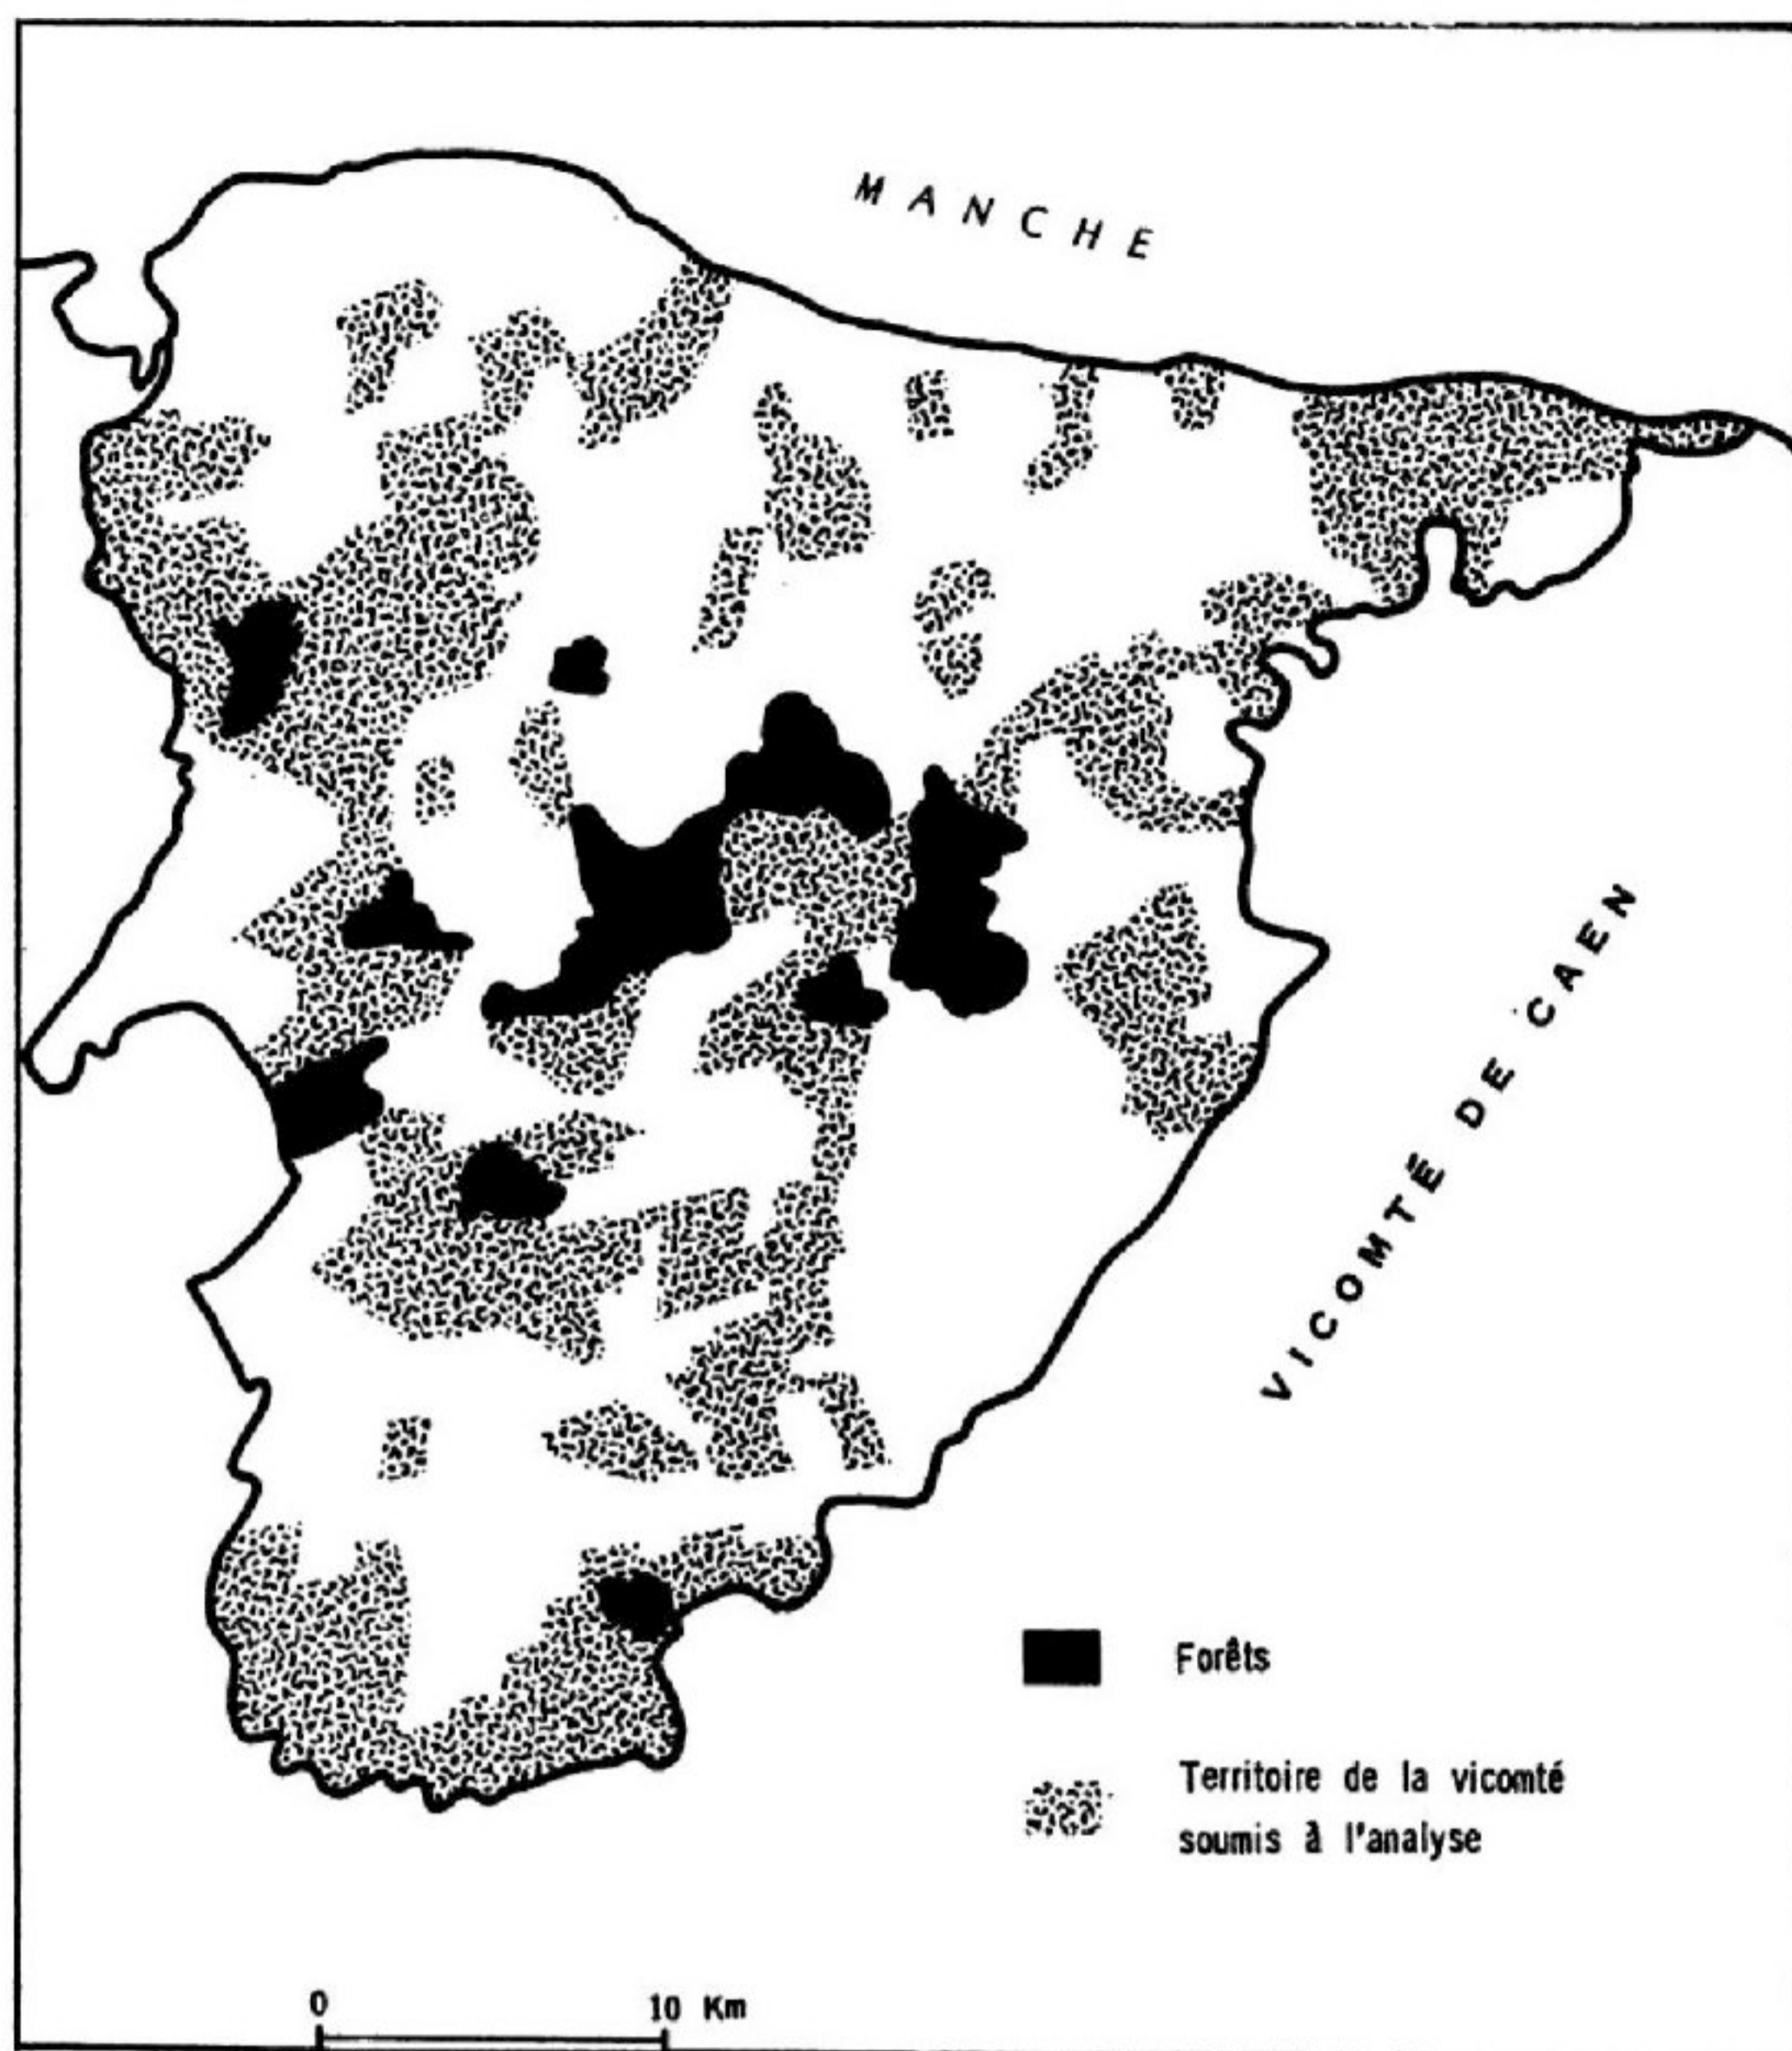 MANCHE
VICOMTÉ DE CAEN
Forêts
Territoire de la vicomté
soumis à l'analyse
0 10 Km